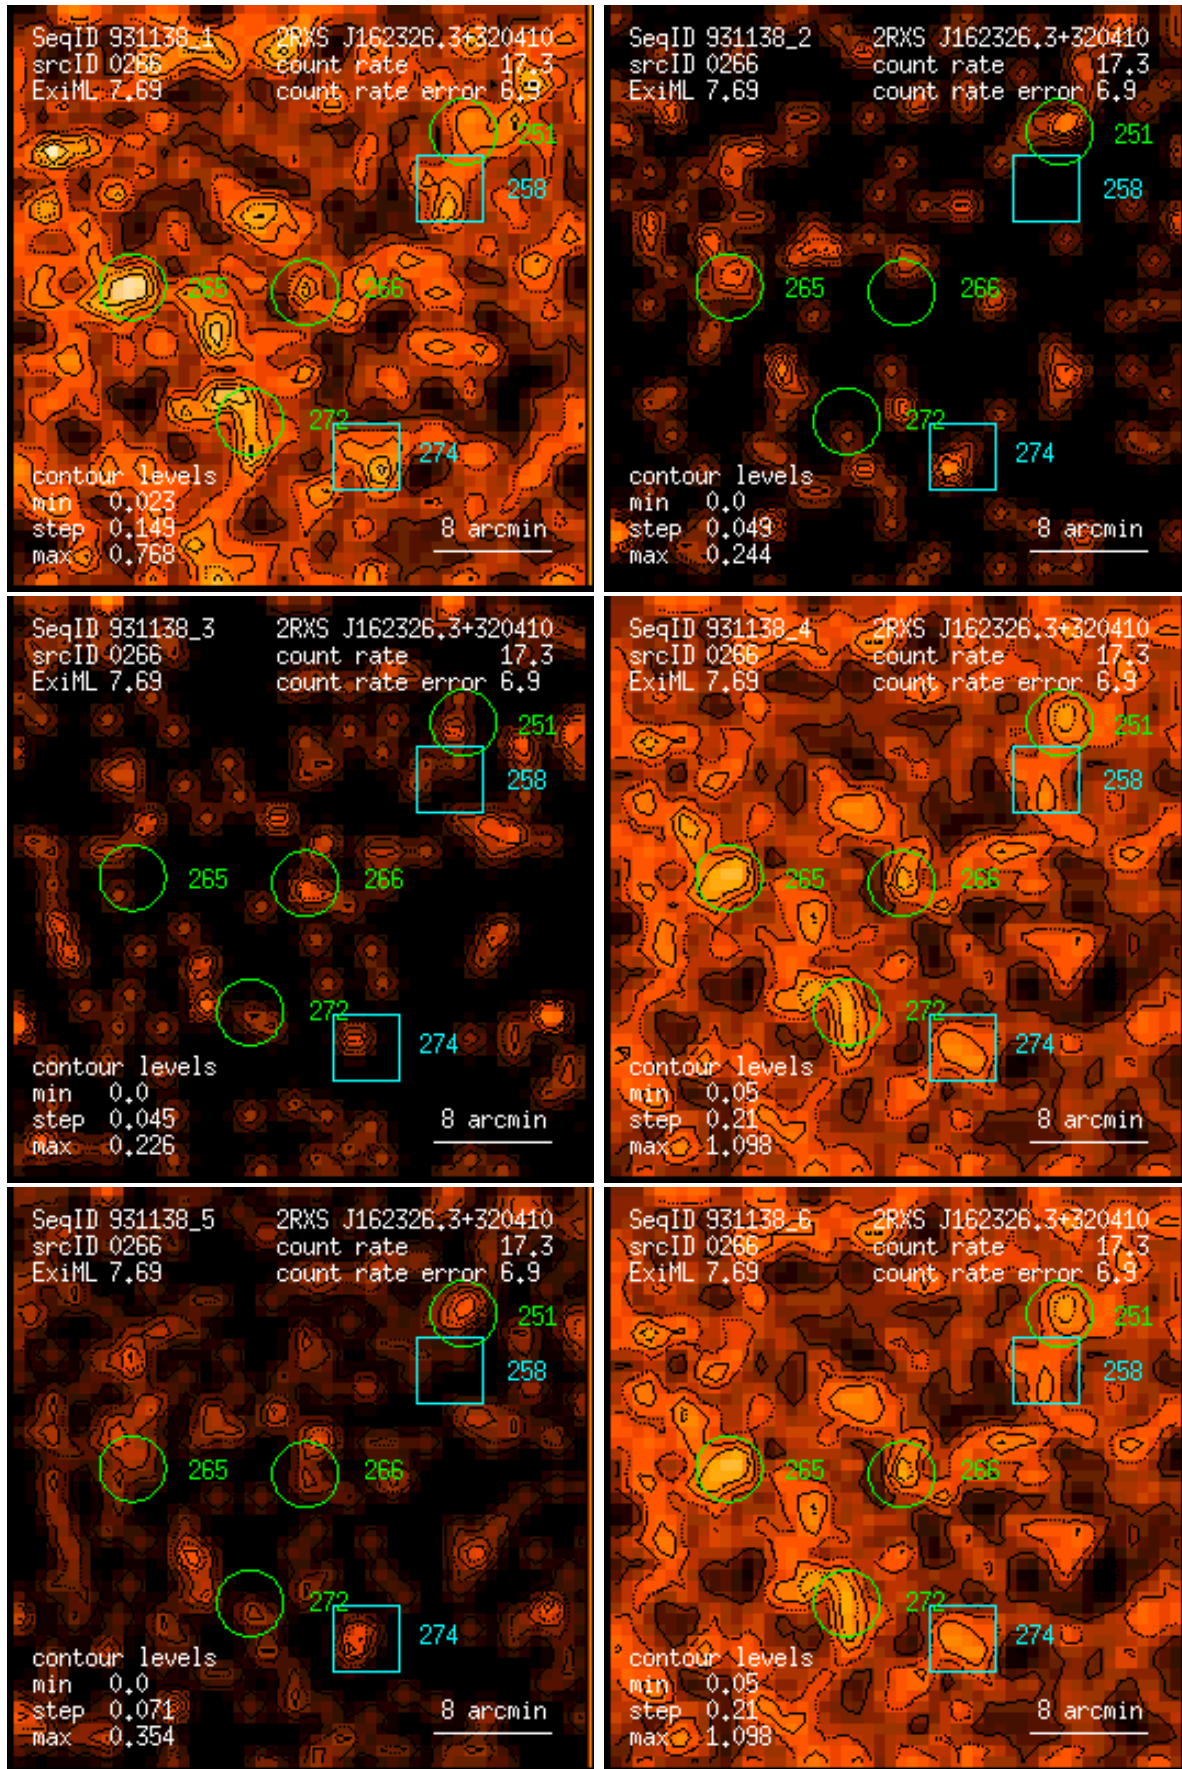 SeqID 931138_1 2RXS J162326.3+320410
srcID 0266 count rate 17.3
ExiML 7.69 count rate error 6.9
251
258
265 266
272
274
contour levels
min 0.023
step 0.149 8 arcmin
max 0.768
SeqID 931138_2 2RXS J162326.3+320410
srcID 0266 count rate 17.3
ExiML 7.69 count rate error 6.9
251
258
265 266
272
274
contour levels
min 0.0
step 0.049 8 arcmin
max 0.244
SeqID 931138_3 2RXS J162326.3+320410
srcID 0266 count rate 17.3
ExiML 7.69 count rate error 6.9
251
258
265 266
272
274
contour levels
min 0.0
step 0.045 8 arcmin
max 0.226
SeqID 931138_4 2RXS J162326.3+320410
srcID 0266 count rate 17.3
ExiML 7.69 count rate error 6.9
251
258
265 266
272
274
contour levels
min 0.05
step 0.21 8 arcmin
max 1.098
SeqID 931138_5 2RXS J162326.3+320410
srcID 0266 count rate 17.3
ExiML 7.69 count rate error 6.9
251
258
265 266
272
274
contour levels
min 0.0
step 0.071 8 arcmin
max 0.354
SeqID 931138_6 2RXS J162326.3+320410
srcID 0266 count rate 17.3
ExiML 7.69 count rate error 6.9
251
258
265 266
272
274
contour levels
min 0.05
step 0.21 8 arcmin
max 1.098